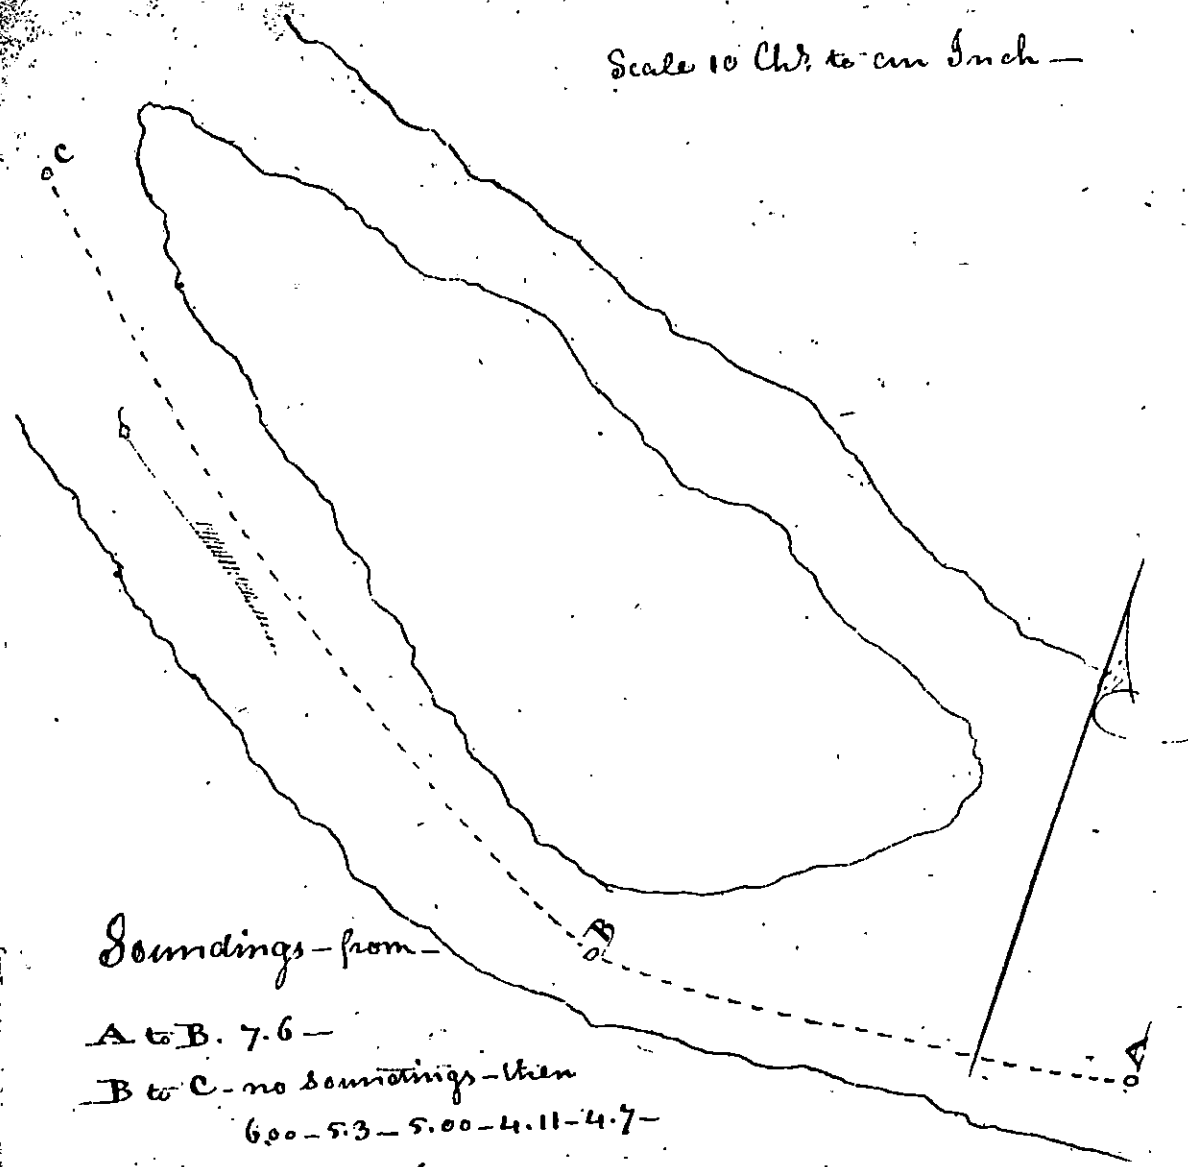 Scale 10 Chs. to an Inch —
C
b
B
A
Soundings - from -
A to B. 7.6 —
B to C - no soundings - then
6.00 - 5.3 - 5.00 - 4.11 - 4.7 -